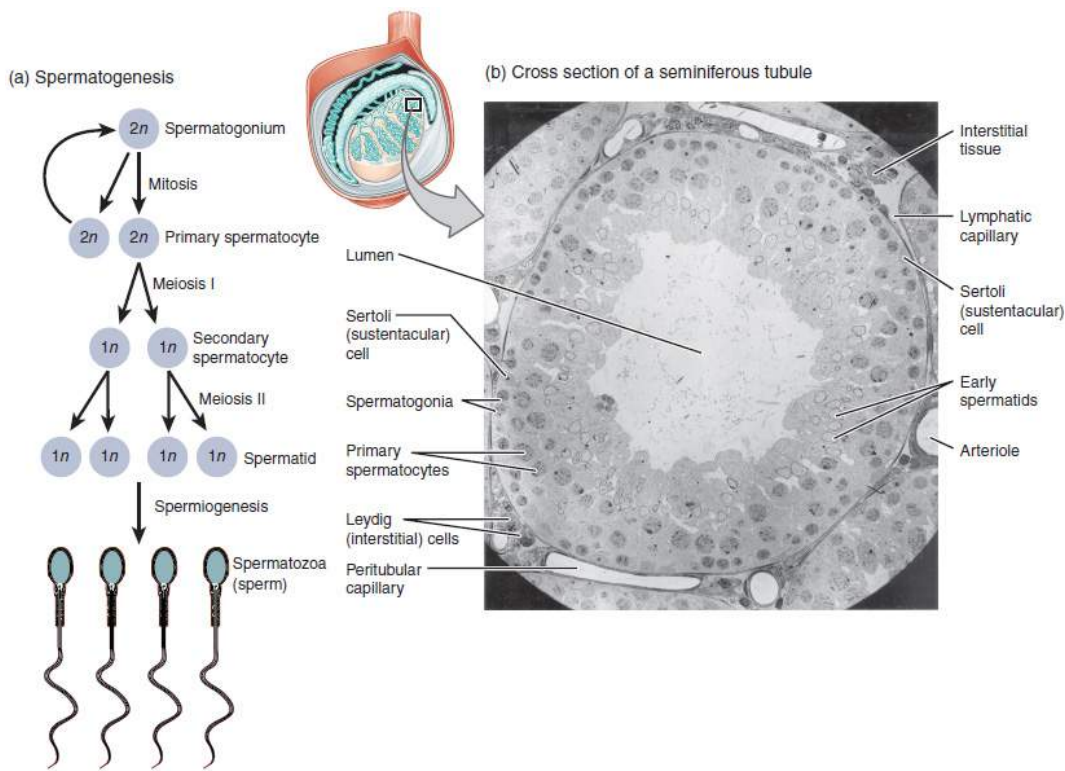 (a) Spermatogenesis
2n
Spermatogonium
Mitosis
2n
2n
Primary spermatocyte
Meiosis I
1n
1n
Secondary
spermatocyte
Meiosis II
1n
1n
1n
1n
Spermatid
Spermiogenesis
Spermatozoa
(sperm)
(b) Cross section of a seminiferous tubule
Lumen
Sertoli
(sustentacular)
cell
Spermatogonia
Primary
spermatocytes
Leydig
(interstitial) cells
Peritubular
capillary
Interstitial
tissue
Lymphatic
capillary
Sertoli
(sustentacular)
cell
Early
spermatids
Arteriole